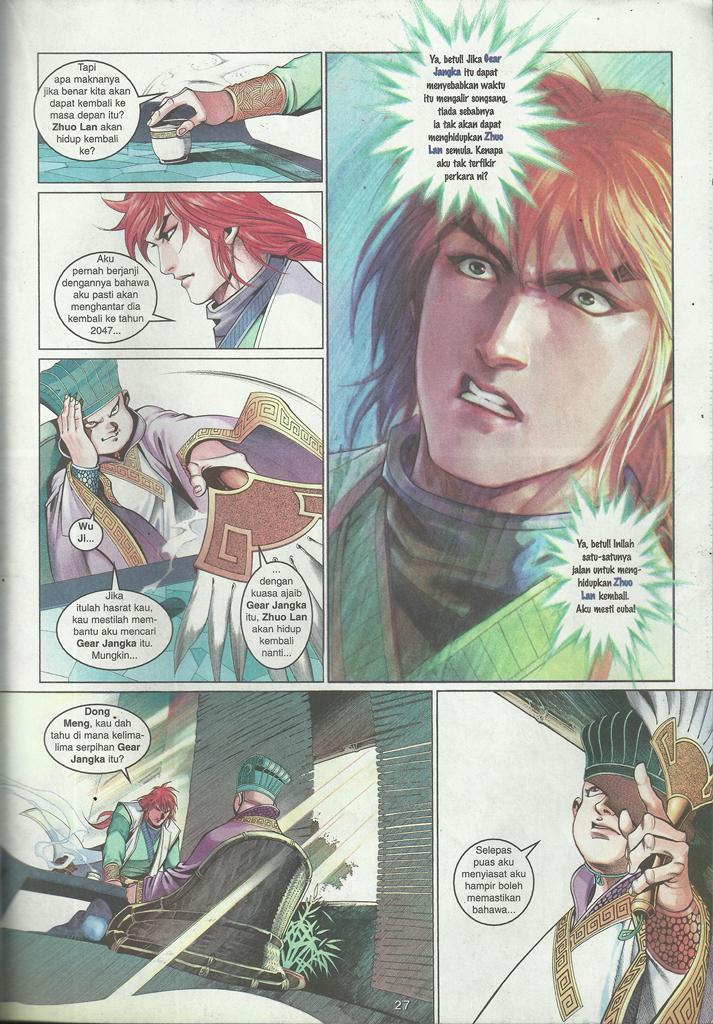 Tapi
apa maknanya
jika benar kita akan
dapat kembali ke
masa depan itu?
Zhuo Lan akan
hidup kembali
ke?
Aku
pernah berjanji
dengannya bahawa
aku pasti akan
menghantar dia
kembali ke tahun
2047...
Ya, betul! Jika Gear
Jangka itu dapat
menyebabkan waktu
itu mengalir songsang,
tiada sebabnya
ia tak akan dapat
menghidupkan Zhuo
Lan semula. Kenapa
aku tak terfikir
perkara ni?
Wu
Ji...
Jika
itulah hasrat kau,
kau mestilah mem-
bantu aku mencari
Gear Jangka itu.
Mungkin...
...
dengan
kuasa ajaib
Gear Jangka
itu, Zhuo Lan
akan hidup
kembali
nanti...
Ya, betul! Inilah
satu-satunya
jalan untuk meng-
hidupkan Zhuo
Lan kembali.
Aku mesti cuba!
Dong
Meng, kau dah
tahu di mana kelima-
lima serpihan Gear
Jangka itu?
Selepas
puas aku
menyiasat aku
hampir boleh
memastikan
bahawa...
27